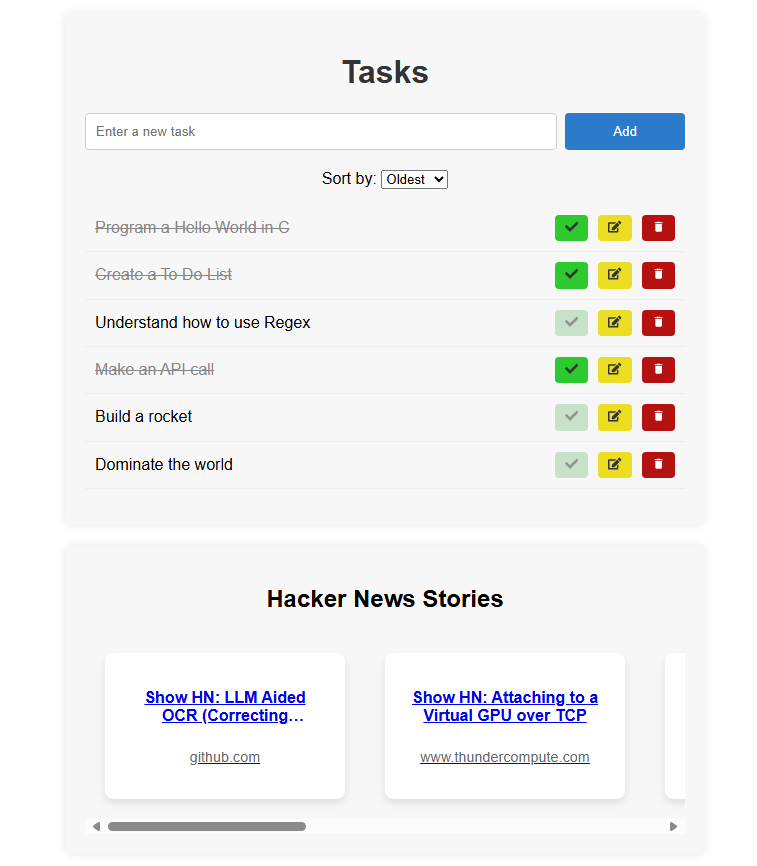 Tasks
Enter a new task
Add
Sort by: Oldest
Program a Hello World in C
Create a To Do List
Understand how to use Regex
Make an API call
Build a rocket
Dominate the world
Hacker News Stories
Show HN: LLM Aided
OCR (Correcting…
github.com
Show HN: Attaching to a
Virtual GPU over TCP
www.thundercompute.com